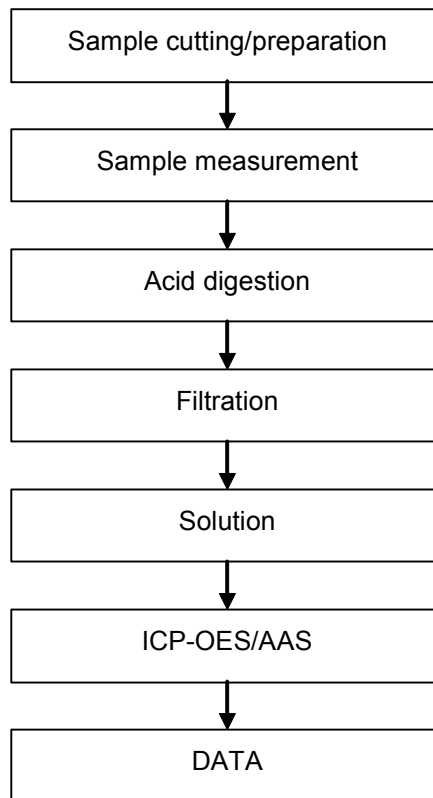 Sample cutting/preparation
Sample measurement
Acid digestion
Filtration
Solution
ICP-OES/AAS
DATA